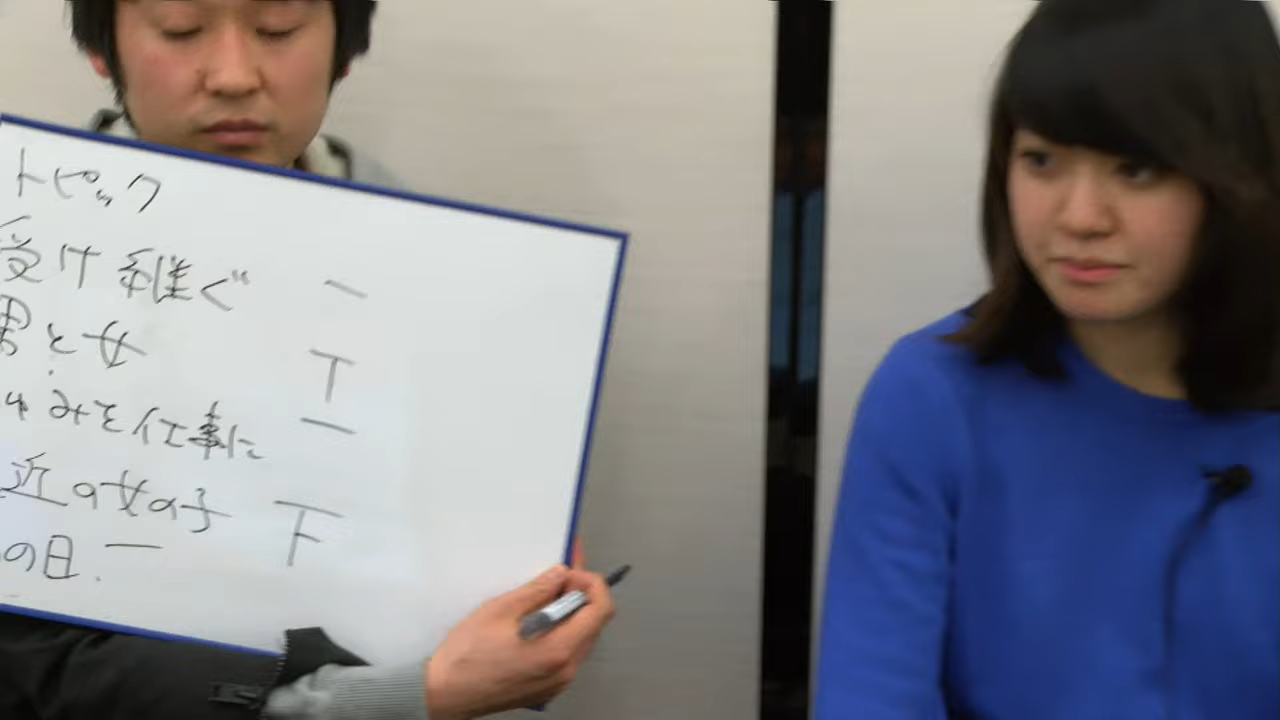 トピック
受け継ぐ 一
男と女 T
みを仕事に 一
近の女の子 下
の日. 一